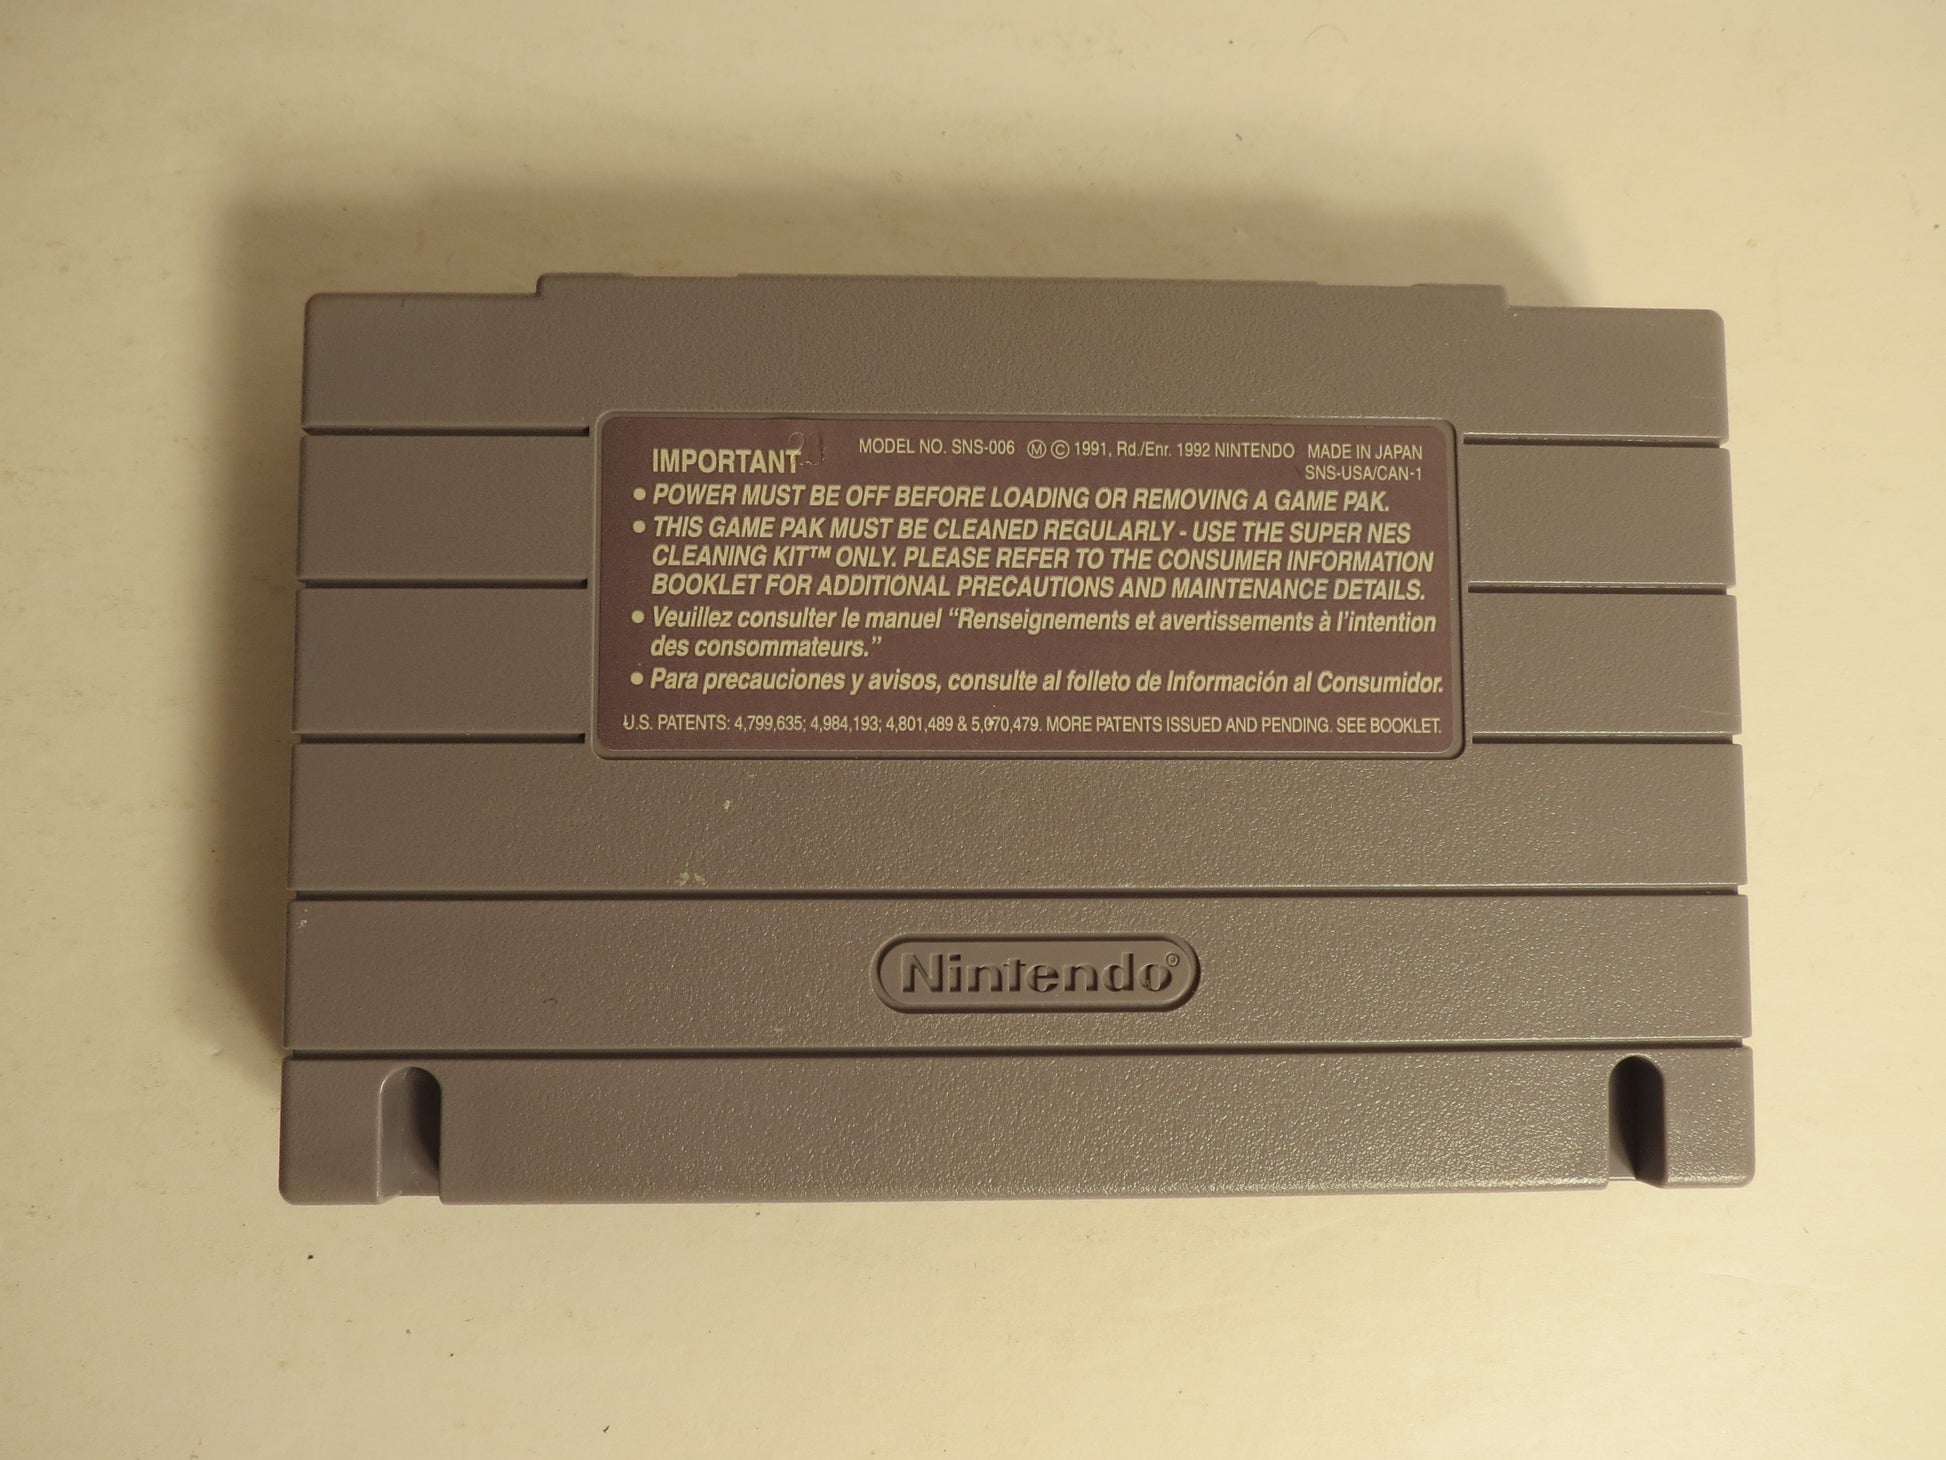 IMPORTANT MODEL NO. SNS-006 Ⓜ © 1991, Rd./Enr. 1992 NINTENDO MADE IN JAPAN
SNS-USA/CAN-1
• POWER MUST BE OFF BEFORE LOADING OR REMOVING A GAME PAK.
• THIS GAME PAK MUST BE CLEANED REGULARLY - USE THE SUPER NES
CLEANING KIT™ ONLY. PLEASE REFER TO THE CONSUMER INFORMATION
BOOKLET FOR ADDITIONAL PRECAUTIONS AND MAINTENANCE DETAILS.
• Veuillez consulter le manuel “Renseignements et avertissements à l’intention
des consommateurs.”
• Para precauciones y avisos, consulte al folleto de Información al Consumidor.
U.S. PATENTS: 4,799,635; 4,984,193; 4,801,489 & 5,070,479. MORE PATENTS ISSUED AND PENDING. SEE BOOKLET.
Nintendo®